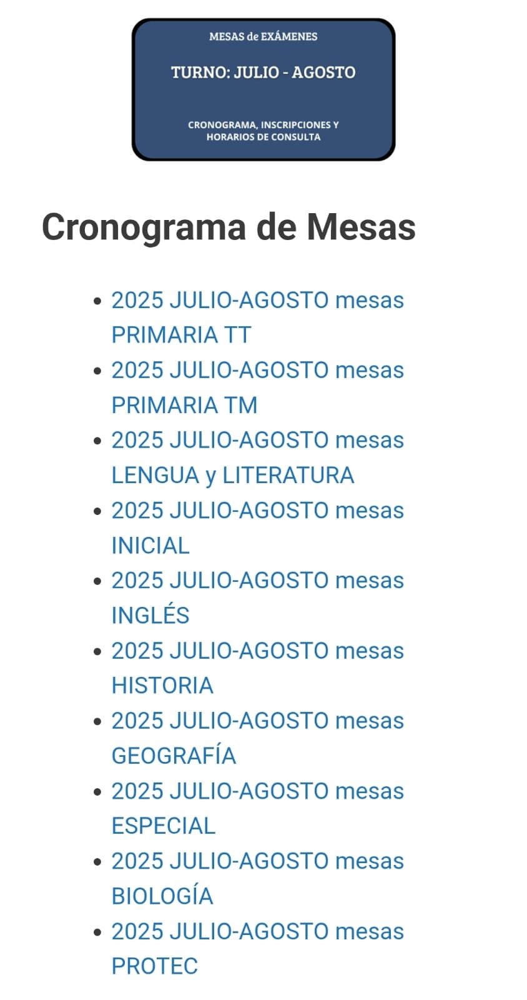 MESAS de EXÁMENES
TURNO: JULIO - AGOSTO
CRONOGRAMA, INSCRIPCIONES Y
HORARIOS DE CONSULTA
Cronograma de Mesas
• 2025 JULIO-AGOSTO mesas
PRIMARIA TT
• 2025 JULIO-AGOSTO mesas
PRIMARIA TM
• 2025 JULIO-AGOSTO mesas
LENGUA y LITERATURA
• 2025 JULIO-AGOSTO mesas
INICIAL
• 2025 JULIO-AGOSTO mesas
INGLÉS
• 2025 JULIO-AGOSTO mesas
HISTORIA
• 2025 JULIO-AGOSTO mesas
GEOGRAFÍA
• 2025 JULIO-AGOSTO mesas
ESPECIAL
• 2025 JULIO-AGOSTO mesas
BIOLOGÍA
• 2025 JULIO-AGOSTO mesas
PROTEC